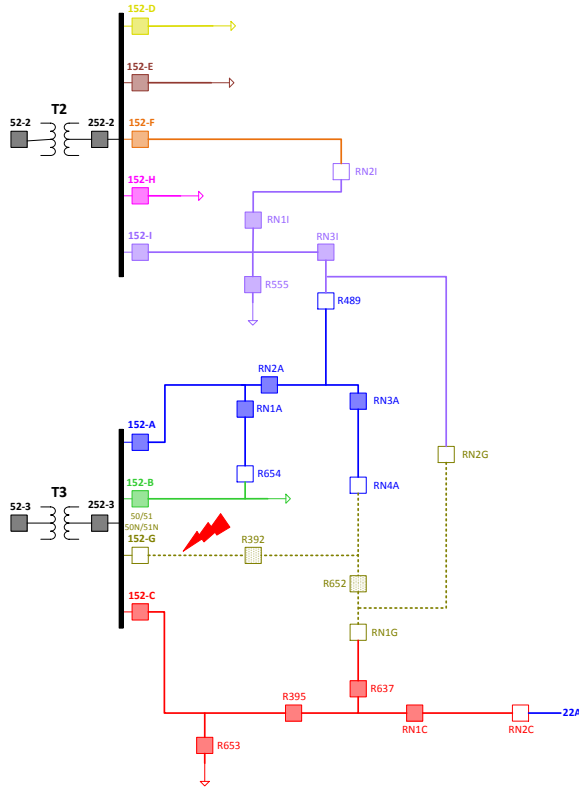 152-D
152-E
T2
52-2
252-2
152-F
RN2I
152-H
RN1I
RN3I
152-I
R555
R489
RN2A
RN1A
RN3A
152-A
RN2G
R654
RN4A
152-B
T3
52-3
252-3
50/51
50N/51N
152-G
R392
R652
152-C
RN1G
R637
R395
22A
RN1C
RN2C
R653